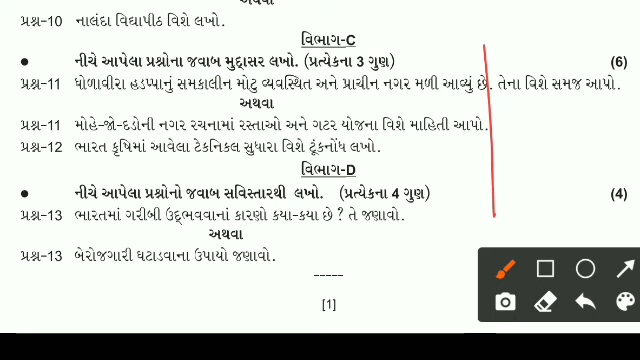 અથવા
પ્રશ્ન–10 નાલંદા વિદ્યાપીઠ વિશે લખો.
વિભાગ-C
● નીચે આપેલા પ્રશ્નોના જવાબ મુદ્દાસર લખો. (પ્રત્યેકના 3 ગુણ) (6)
પ્રશ્ન–11 ધોળાવીરા હડપ્પાનું સમકાલીન મોટુ વ્યવસ્થિત અને પ્રાચીન નગર મળી આવ્યું છે. તેના વિશે સમજ આપો.
અથવા
પ્રશ્ન–11 મોહે-જો-દડોની નગર રચનામાં રસ્તાઓ અને ગટર યોજના વિશે માહિતી આપો.
પ્રશ્ન–12 ભારત કૃષિમાં આવેલા ટેકનિકલ સુધારા વિશે ટૂંકનોંધ લખો.
વિભાગ-D
● નીચે આપેલા પ્રશ્નોનો જવાબ સવિસ્તારથી લખો. (પ્રત્યેકના 4 ગુણ) (4)
પ્રશ્ન–13 ભારતમાં ગરીબી ઉદ્ભવવાનાં કારણો કયા-કયા છે ? તે જણાવો.
અથવા
પ્રશ્ન–13 બેરોજગારી ઘટાડવાના ઉપાયો જણાવો.
-----
[1]